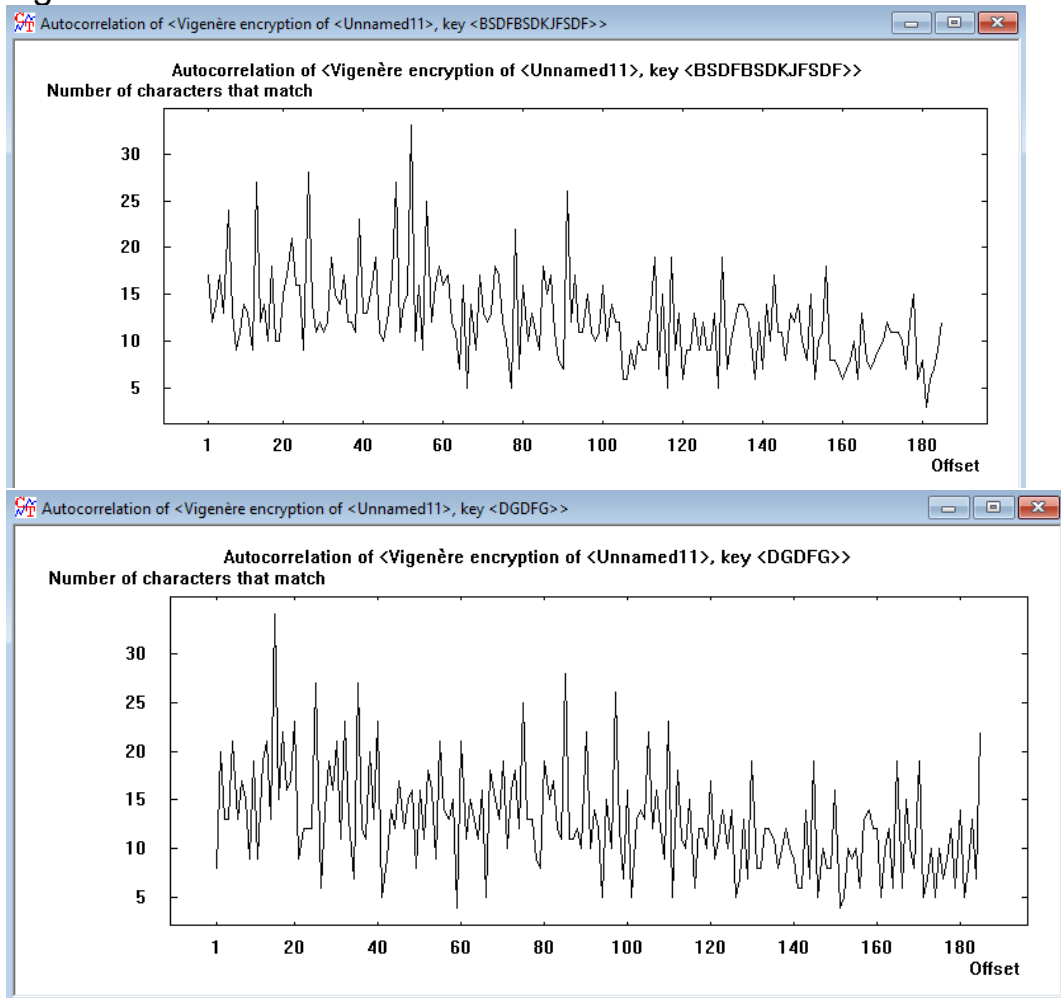 Autocorrelation of <Vigenère encryption of <Unnamed11>, key <BSDFBSDKJFSDF>>
Autocorrelation of <Vigenère encryption of <Unnamed11>, key <BSDFBSDKJFSDF>>
Number of characters that match
30
25
20
15
10
5
1 20 40 60 80 100 120 140 160 180
Offset
Autocorrelation of <Vigenère encryption of <Unnamed11>, key <DGDFG>>
Autocorrelation of <Vigenère encryption of <Unnamed11>, key <DGDFG>>
Number of characters that match
30
25
20
15
10
5
1 20 40 60 80 100 120 140 160 180
Offset